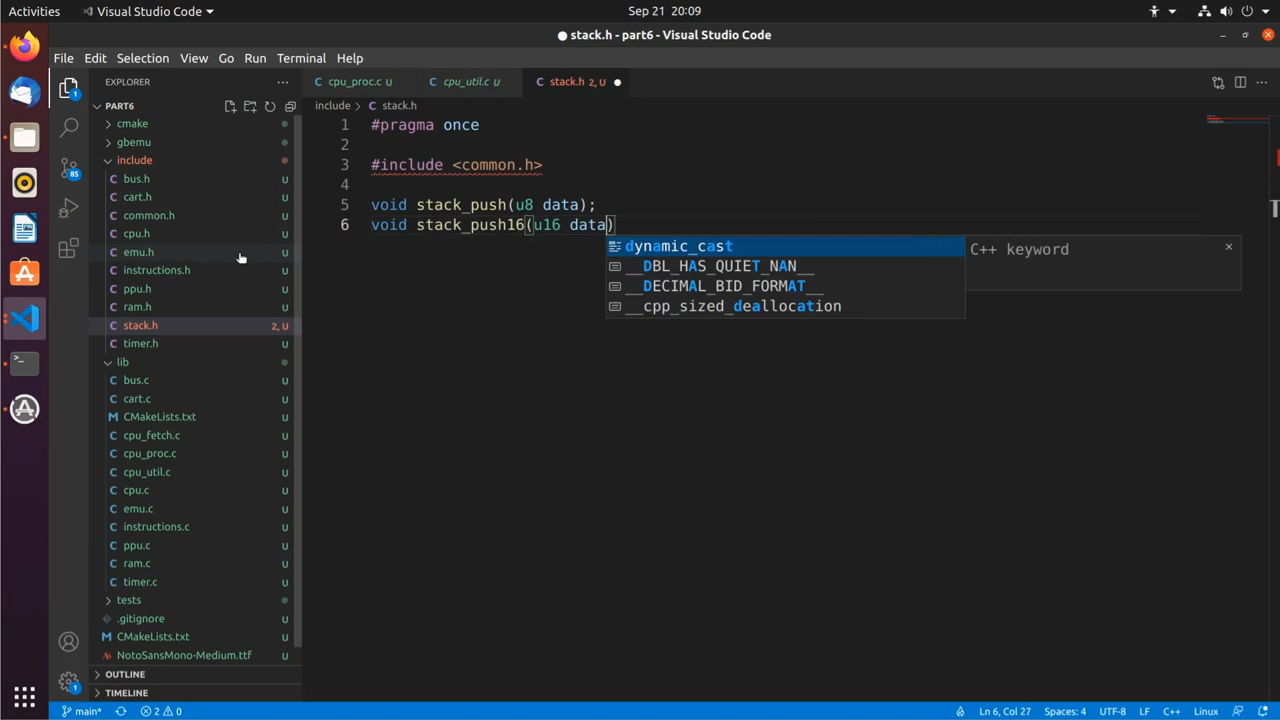 Activities
Visual Studio Code
Sep 21 20:09
● stack.h - part6 - Visual Studio Code
File Edit Selection View Go Run Terminal Help
EXPLORER
cpu_proc.c U
cpu_util.c U
stack.h 2, U
PART6
include > C stack.h
cmake
gbemu
include
C bus.h U
C cart.h U
C common.h U
C cpu.h U
C emu.h U
C instructions.h U
C ppu.h U
C ram.h U
C stack.h 2, U
C timer.h U
lib
C bus.c U
C cart.c U
M CMakeLists.txt U
C cpu_fetch.c U
C cpu_proc.c U
C cpu_util.c U
C cpu.c U
C emu.c U
C instructions.c U
C ppu.c U
C ram.c U
C timer.c U
tests
.gitignore U
M CMakeLists.txt U
NotoSansMono-Medium.ttf U
OUTLINE
TIMELINE
1
85
1
1 #pragma once
2
3 #include <common.h>
4
5 void stack_push(u8 data);
6 void stack_push16(u16 data)
dynamic_cast
__DBL_HAS_QUIET_NAN__
__DECIMAL_BID_FORMAT__
__cpp_sized_deallocation
C++ keyword
main* 2 0
Ln 6, Col 27 Spaces: 4 UTF-8 LF C++ Linux